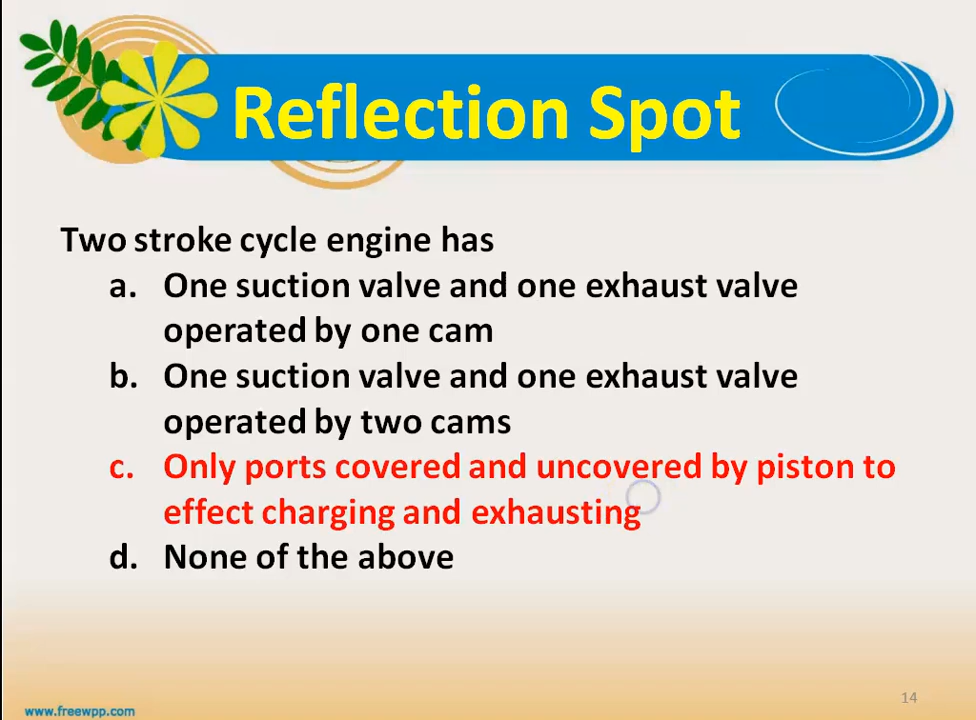 Reflection Spot
Two stroke cycle engine has
a. One suction valve and one exhaust valve
operated by one cam
b. One suction valve and one exhaust valve
operated by two cams
c. Only ports covered and uncovered by piston to
effect charging and exhausting
d. None of the above
14
www.freewpp.com